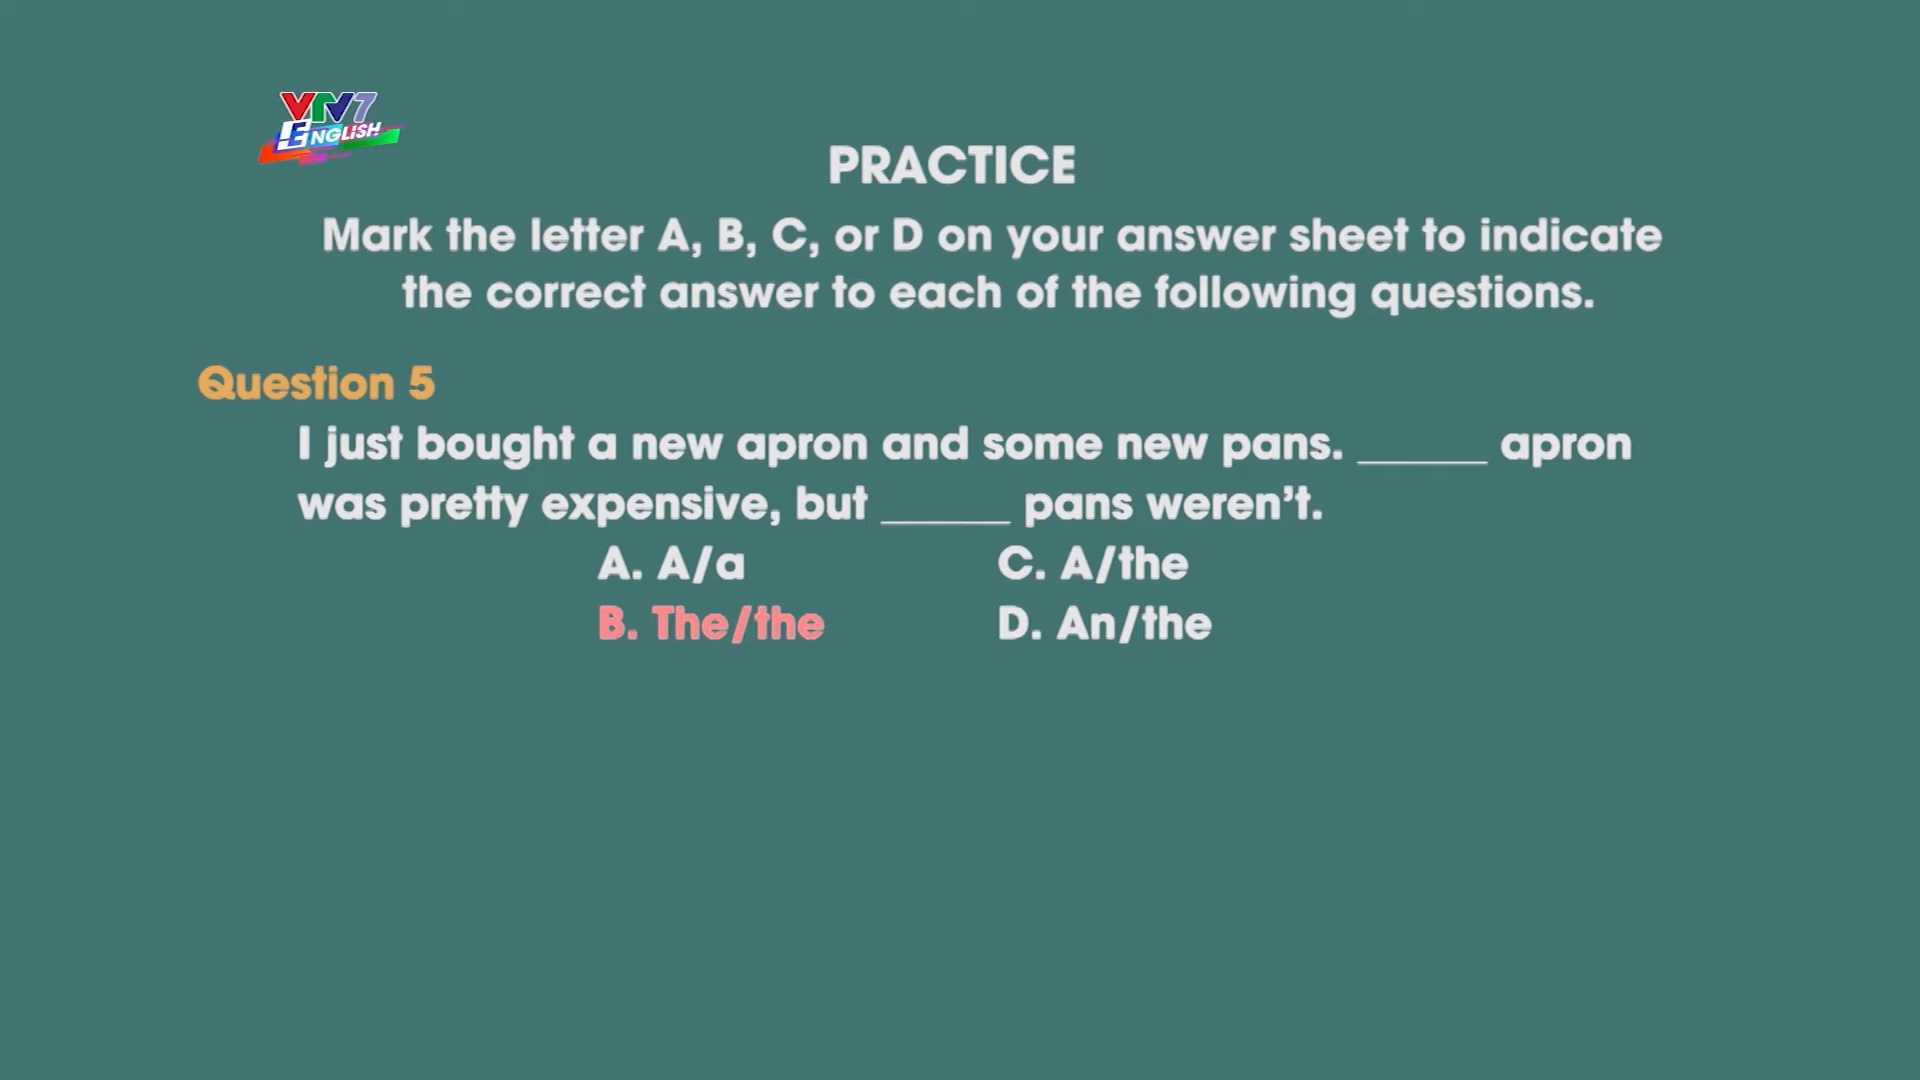 VTV7
ENGLISH
PRACTICE
Mark the letter A, B, C, or D on your answer sheet to indicate
the correct answer to each of the following questions.
Question 5
I just bought a new apron and some new pans. ______ apron
was pretty expensive, but ______ pans weren’t.
A. A/a
C. A/the
B. The/the
D. An/the